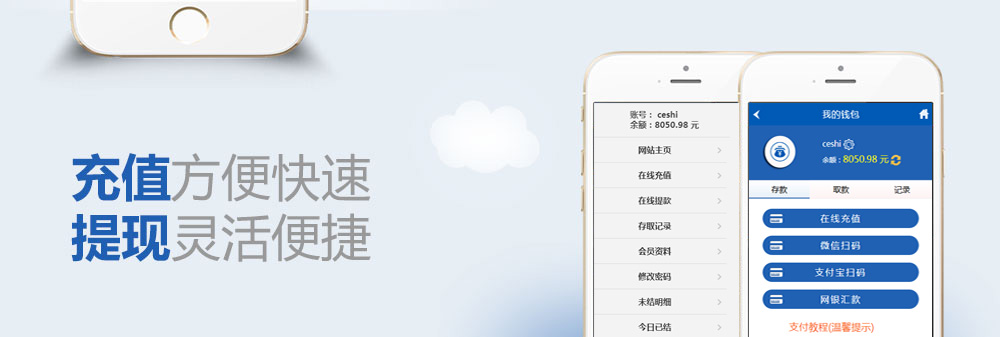 充值方便快速
提现灵活便捷
账号： ceshi
余额：8050.98 元
网站主页
在线充值
在线提款
存取记录
会员资料
修改密码
未结明细
今日已结
我的钱包
ceshi
余额：8050.98 元
存款 取款 记录
在线充值
微信扫码
支付宝扫码
网银汇款
支付教程(温馨提示)